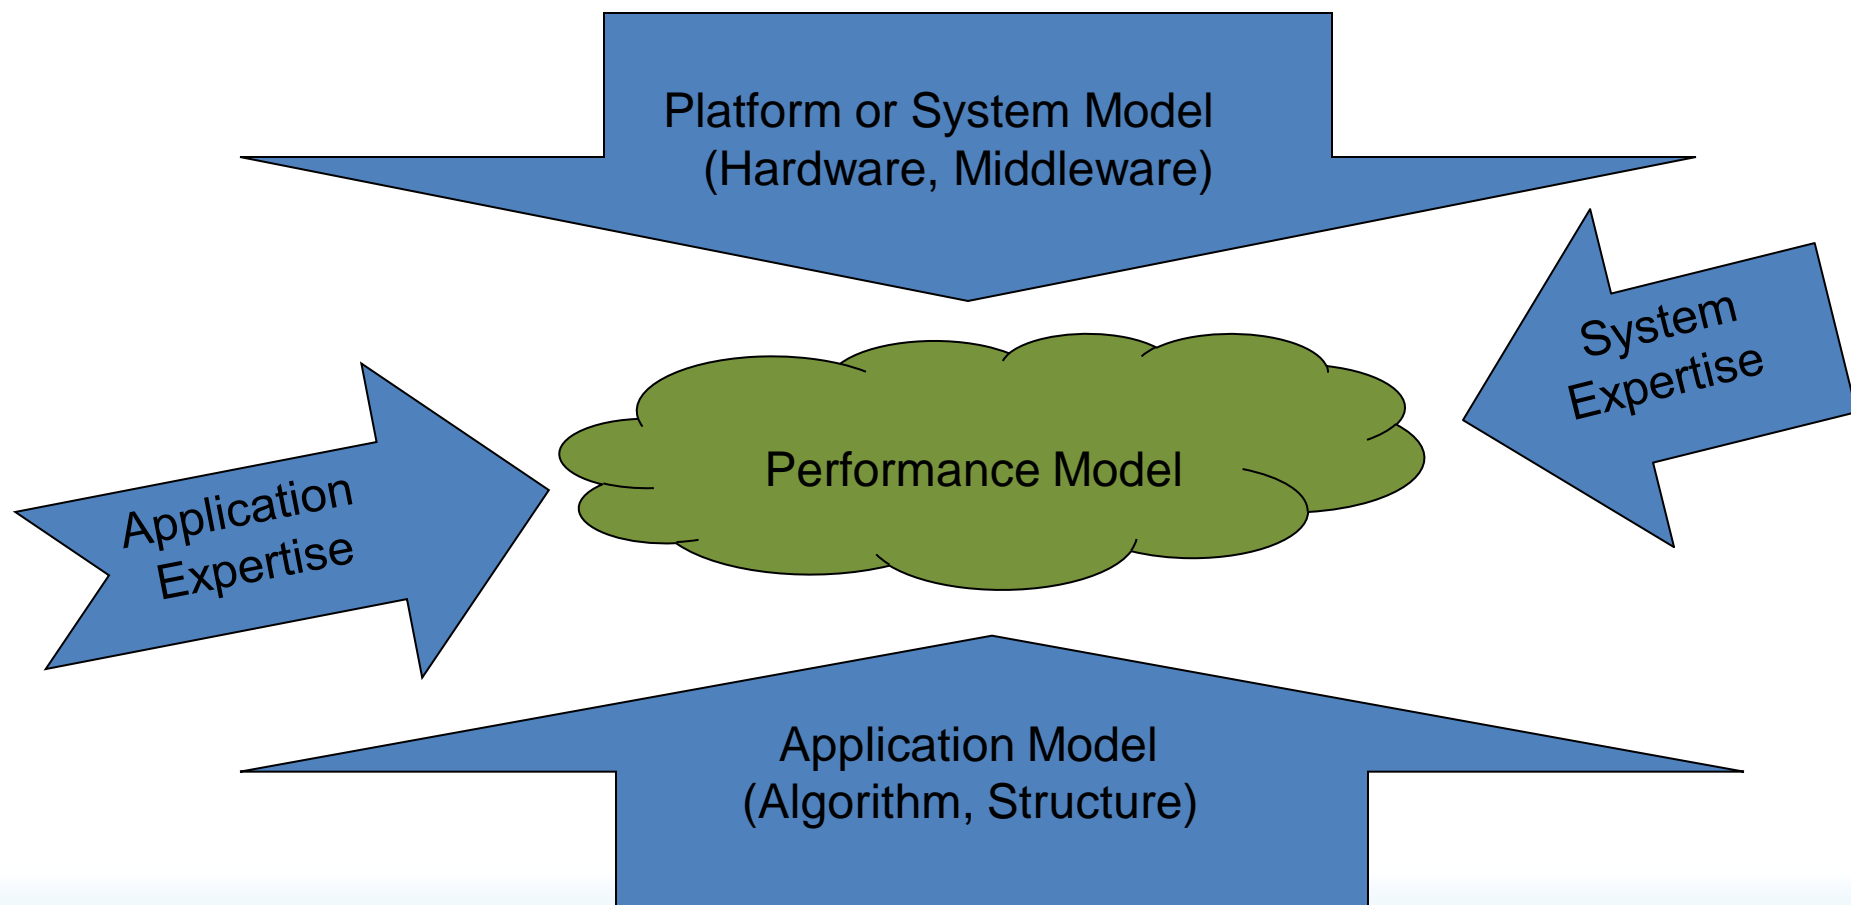 Platform or System Model
(Hardware, Middleware)
System
Expertise
Performance Model
Application
Expertise
Application Model
(Algorithm, Structure)